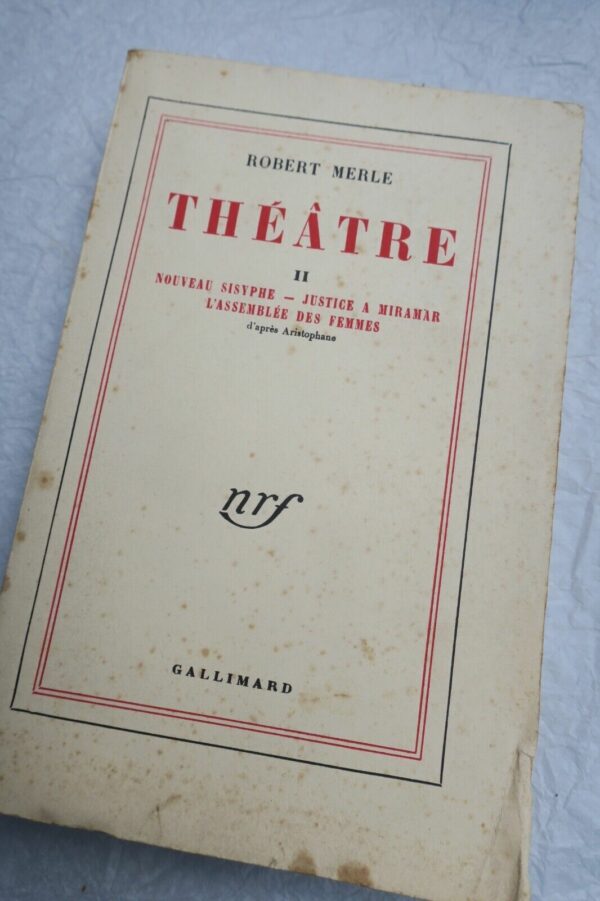 ROBERT MERLE
THÉÂTRE
II
NOUVEAU SISYPHE — JUSTICE A MIRAMAR
L'ASSEMBLÉE DES FEMMES
d'après Aristophane
nrf
GALLIMARD